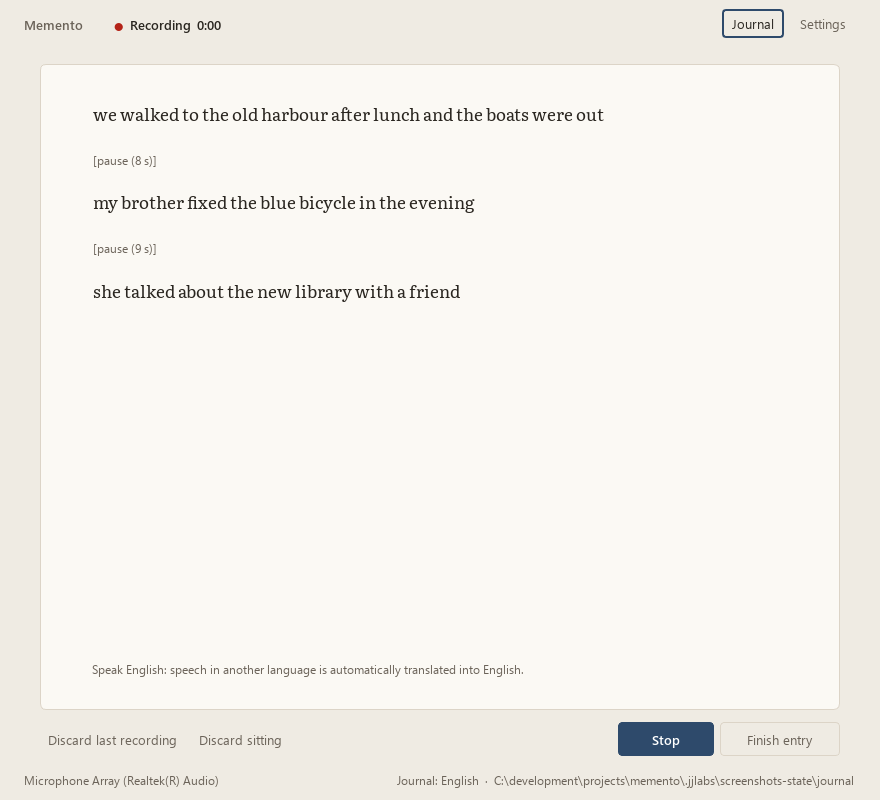 Memento
Recording 0:00
Journal
Settings
we walked to the old harbour after lunch and the boats were out
[pause (8 s)]
my brother fixed the blue bicycle in the evening
[pause (9 s)]
she talked about the new library with a friend
Speak English: speech in another language is automatically translated into English.
Discard last recording
Discard sitting
Stop
Finish entry
Microphone Array (Realtek(R) Audio)
Journal: English · C:\development\projects\memento\.jjlabs\screenshots-state\journal